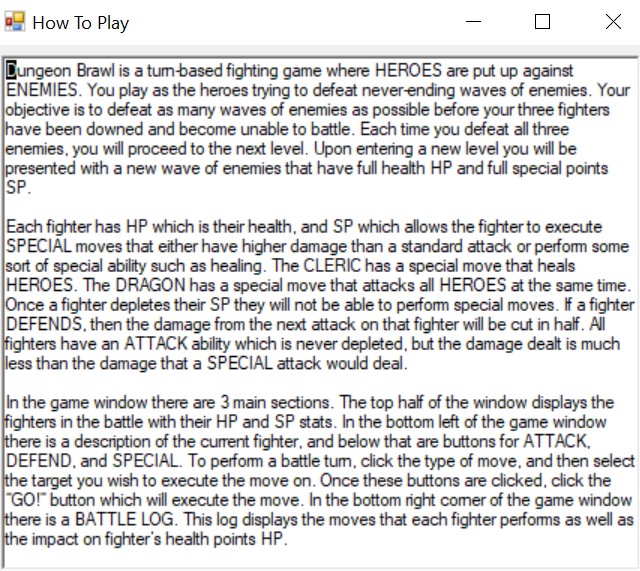 How To Play
Dungeon Brawl is a turn-based fighting game where HEROES are put up against
ENEMIES. You play as the heroes trying to defeat never-ending waves of enemies. Your
objective is to defeat as many waves of enemies as possible before your three fighters
have been downed and become unable to battle. Each time you defeat all three
enemies, you will proceed to the next level. Upon entering a new level you will be
presented with a new wave of enemies that have full health HP and full special points
SP.
Each fighter has HP which is their health, and SP which allows the fighter to execute
SPECIAL moves that either have higher damage than a standard attack or perform some
sort of special ability such as healing. The CLERIC has a special move that heals
HEROES. The DRAGON has a special move that attacks all HEROES at the same time.
Once a fighter depletes their SP they will not be able to perform special moves. If a fighter
DEFENDS, then the damage from the next attack on that fighter will be cut in half. All
fighters have an ATTACK ability which is never depleted, but the damage dealt is much
less than the damage that a SPECIAL attack would deal.
In the game window there are 3 main sections. The top half of the window displays the
fighters in the battle with their HP and SP stats. In the bottom left of the game window
there is a description of the current fighter, and below that are buttons for ATTACK,
DEFEND, and SPECIAL. To perform a battle turn, click the type of move, and then select
the target you wish to execute the move on. Once these buttons are clicked, click the
"GO!" button which will execute the move. In the bottom right corner of the game window
there is a BATTLE LOG. This log displays the moves that each fighter performs as well as
the impact on fighter's health points HP.